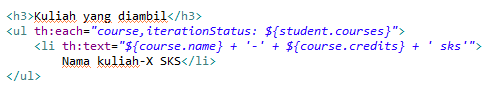 <h3>Kuliah yang diambil</h3>
<ul th:each="course,iterationStatus: ${student.courses}">
<li th:text="${course.name} + '-' + ${course.credits} + ' sks'">
Nama kuliah-X SKS</li>
</ul>